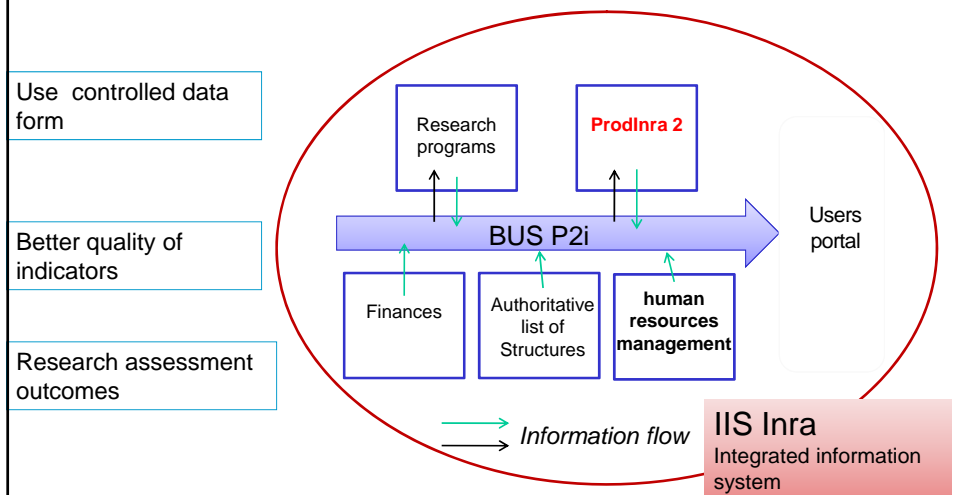 Use controlled data
form
Better quality of
indicators
Research assessment
outcomes
Research
programs
ProdInra 2
BUS P2i
Users
portal
Finances
Authoritative
list of
Structures
human
resources
management
Information flow
IIS Inra
Integrated information
system